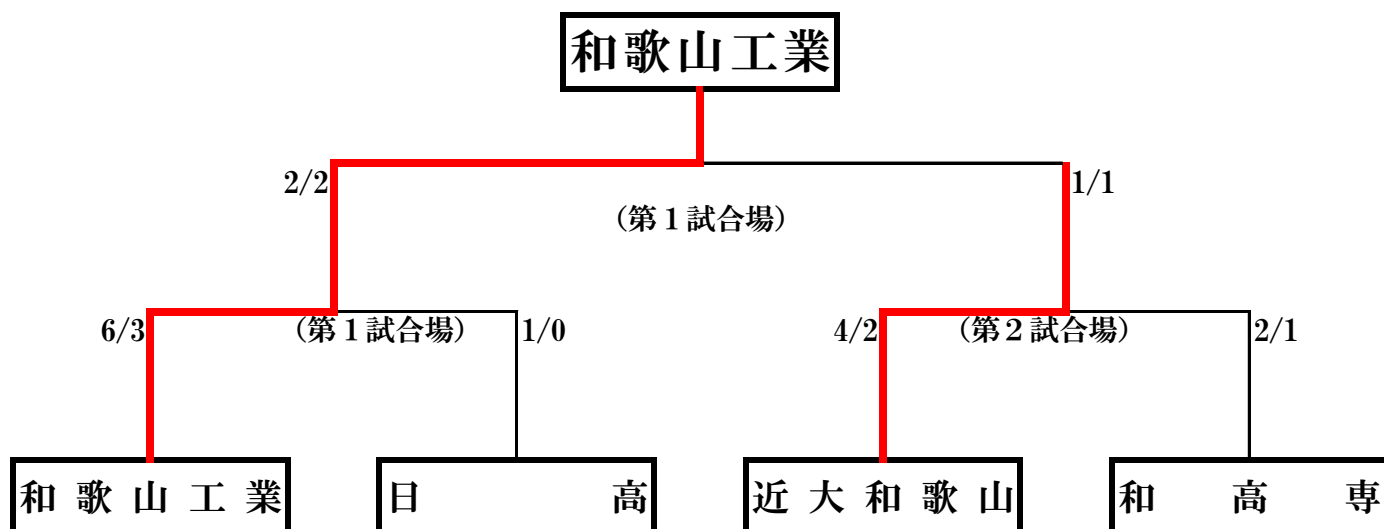 和歌山工業
2/2
1/1
（第１試合場）
6/3
（第１試合場）
1/0
4/2
（第２試合場）
2/1
和歌山工業
日高
近大和歌山
和高専